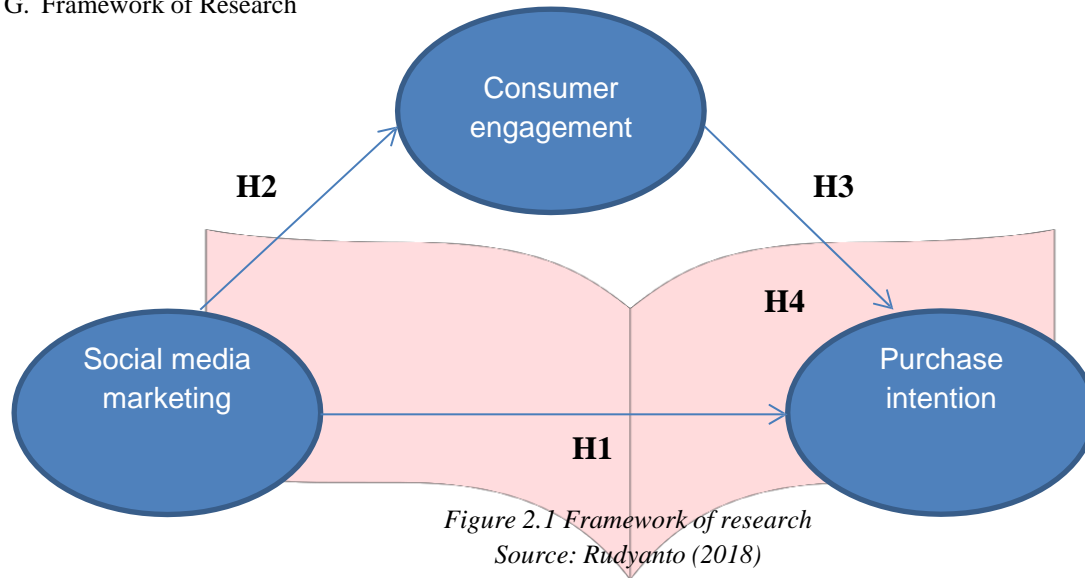 G. Framework of Research
Consumer
engagement
H2
H3
H4
Social media
marketing
Purchase
intention
H1
Figure 2.1 Framework of research
Source: Rudyanto (2018)